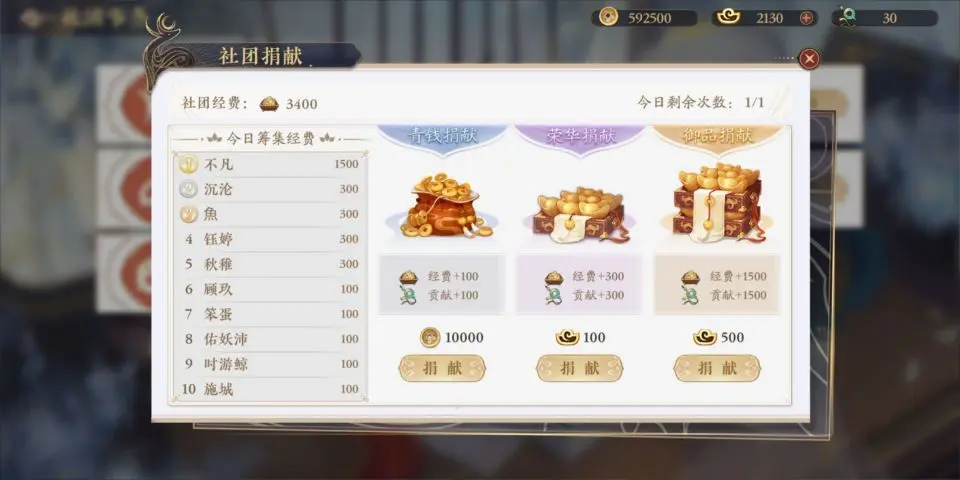 592500
2130
30
社团捐献
社团经费： 3400
今日剩余次数： 1/1
今日筹集经费
1 不凡 1500
2 沉沦 300
3 魚 300
4 钰婷 300
5 秋稚 300
6 顾玖 100
7 笨蛋 100
8 佑妖沛 100
9 时游鲸 100
10 施城 100
青钱捐献
经费+100
贡献+100
10000
捐献
荣华捐献
经费+300
贡献+300
100
捐献
御品捐献
经费+1500
贡献+1500
500
捐献